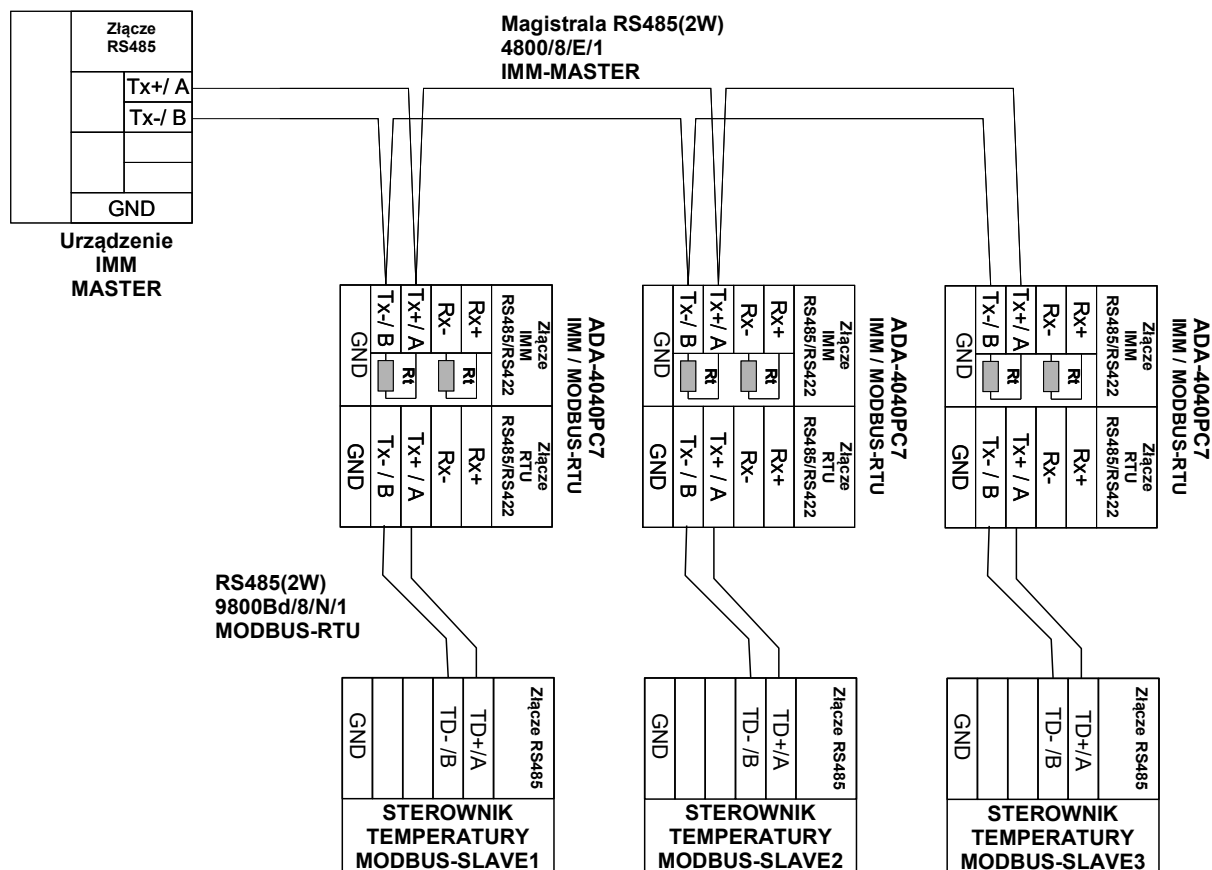 Złącze
RS485
Tx+/ A
Tx-/ B
GND
Urządzenie
IMM
MASTER
Magistrala RS485(2W)
4800/8/E/1
IMM-MASTER
ADA-4040PC7
IMM / MODBUS-RTU
Złącze
IMM
RS485/RS422
Rx+
Rx-
Tx+/ A
Tx-/ B
GND
Rt
Rt
Złącze
RTU
RS485/RS422
Rx+
Rx-
Tx+ / A
Tx- / B
GND
ADA-4040PC7
IMM / MODBUS-RTU
Złącze
IMM
RS485/RS422
Rx+
Rx-
Tx+/ A
Tx-/ B
GND
Rt
Rt
Złącze
RTU
RS485/RS422
Rx+
Rx-
Tx+ / A
Tx- / B
GND
ADA-4040PC7
IMM / MODBUS-RTU
Złącze
IMM
RS485/RS422
Rx+
Rx-
Tx+/ A
Tx-/ B
GND
Rt
Rt
Złącze
RTU
RS485/RS422
Rx+
Rx-
Tx+ / A
Tx- / B
GND
RS485(2W)
9800Bd/8/N/1
MODBUS-RTU
Złącze RS485
TD+/A
TD- /B
GND
STEROWNIK
TEMPERATURY
MODBUS-SLAVE1
Złącze RS485
TD+/A
TD- /B
GND
STEROWNIK
TEMPERATURY
MODBUS-SLAVE2
Złącze RS485
TD+/A
TD- /B
GND
STEROWNIK
TEMPERATURY
MODBUS-SLAVE3